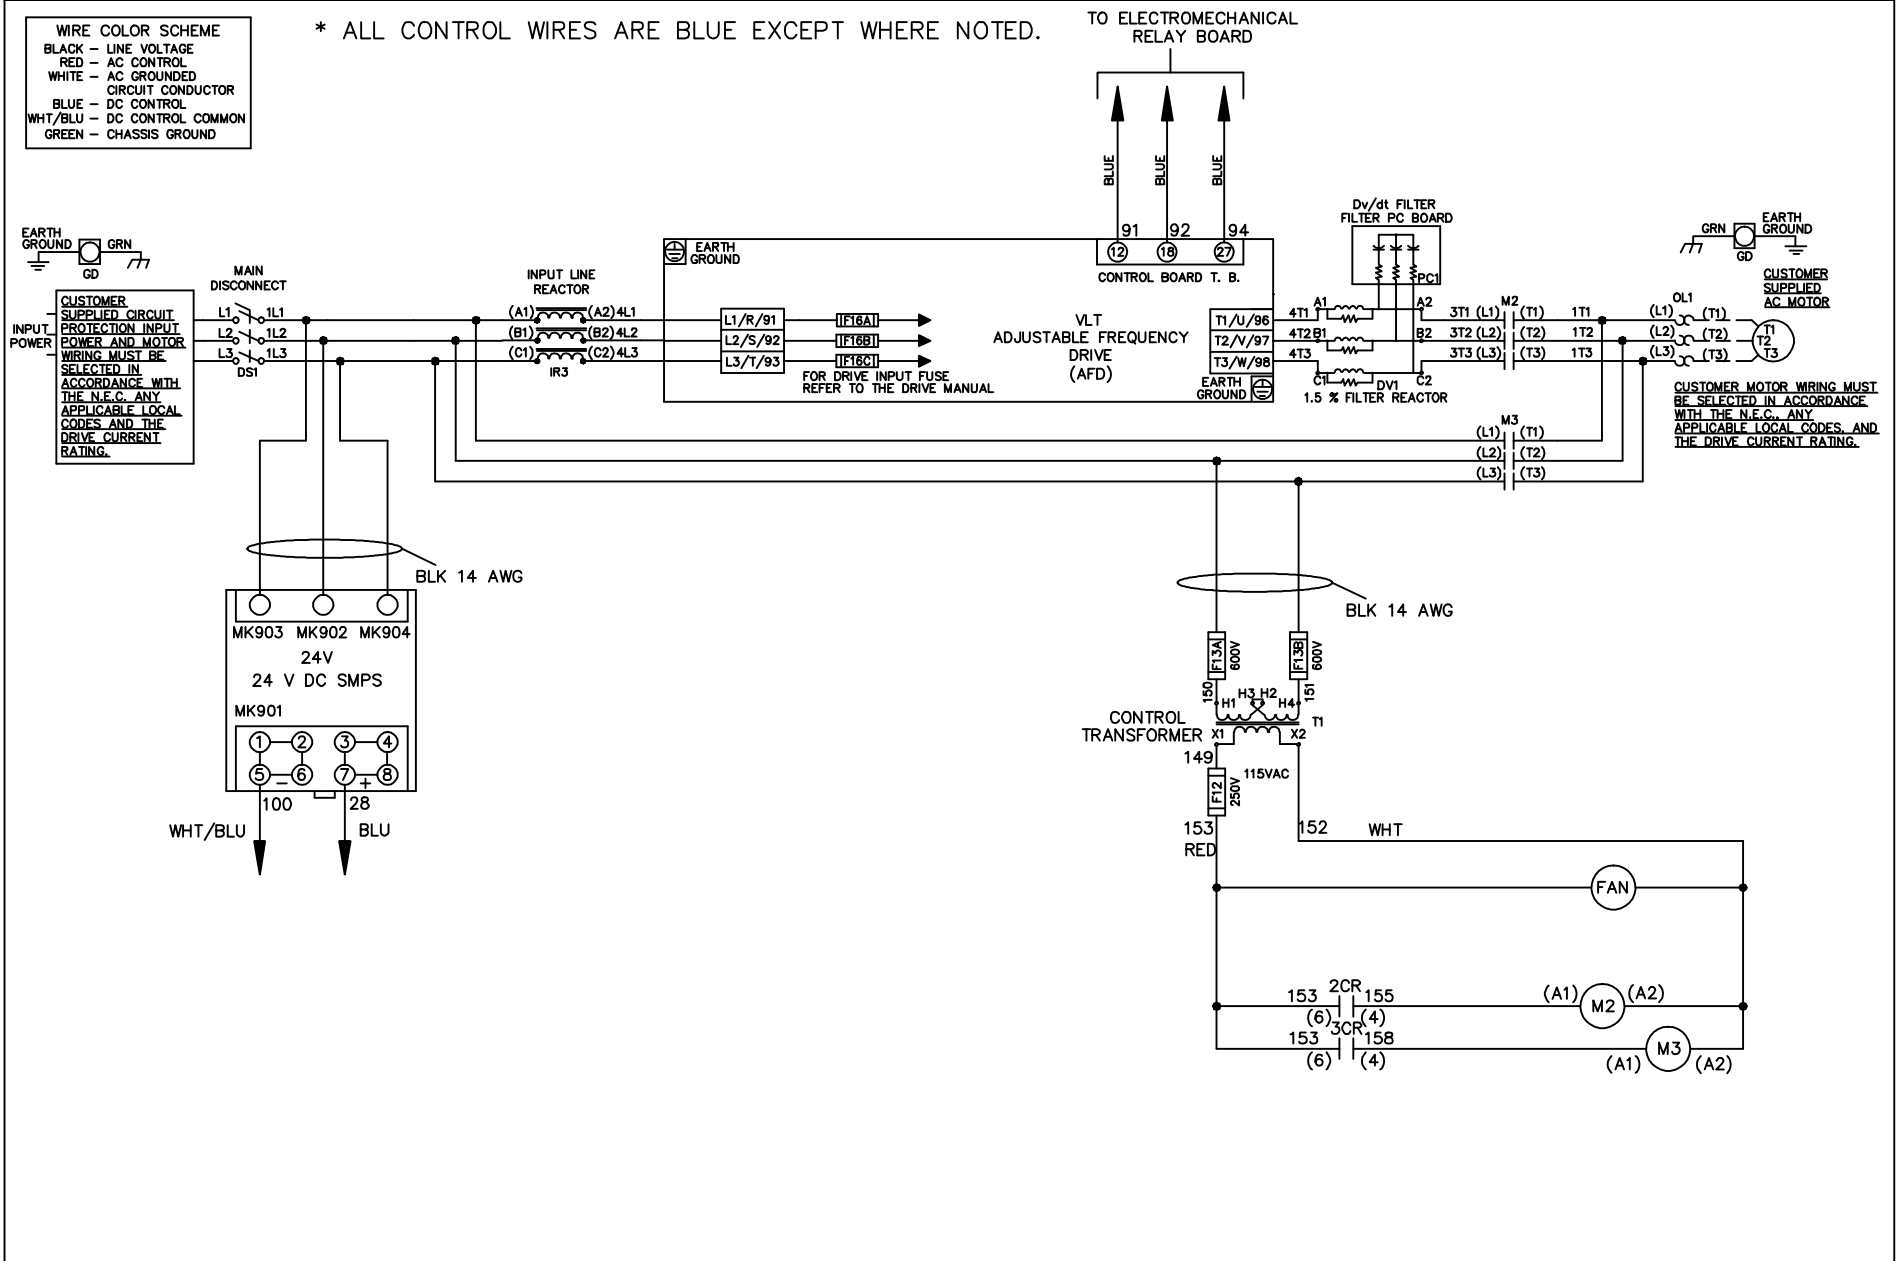 WIRE COLOR SCHEME
BLACK – LINE VOLTAGE
RED – AC CONTROL
WHITE – AC GROUNDED
CIRCUIT CONDUCTOR
BLUE – DC CONTROL
WHT/BLU – DC CONTROL COMMON
GREEN – CHASSIS GROUND
* ALL CONTROL WIRES ARE BLUE EXCEPT WHERE NOTED.
TO ELECTROMECHANICAL
RELAY BOARD
BLUE
BLUE
BLUE
91 92 94
12 18 27
CONTROL BOARD T. B.
EARTH
GROUND
GRN
GD
INPUT
POWER
CUSTOMER
SUPPLIED CIRCUIT
PROTECTION INPUT
POWER AND MOTOR
WIRING MUST BE
SELECTED IN
ACCORDANCE WITH
THE N.E.C. ANY
APPLICABLE LOCAL
CODES AND THE
DRIVE CURRENT
RATING.
MAIN
DISCONNECT
L1 1L1
L2 1L2
L3 1L3
DS1
INPUT LINE
REACTOR
(A1) (A2) 4L1
(B1) (B2) 4L2
(C1) (C2) 4L3
IR3
EARTH
GROUND
L1/R/91
L2/S/92
L3/T/93
F16A
F16B
F16C
FOR DRIVE INPUT FUSE
REFER TO THE DRIVE MANUAL
VLT
ADJUSTABLE FREQUENCY
DRIVE
(AFD)
T1/U/96
T2/V/97
T3/W/98
EARTH
GROUND
Dv/dt FILTER
FILTER PC BOARD
PC1
4T1 A1 A2
4T2 B1 B2
4T3
C1 DV1 C2
1.5 % FILTER REACTOR
M2
3T1 (L1) (T1) 1T1
3T2 (L2) (T2) 1T2
3T3 (L3) (T3) 1T3
OL1
(L1) (T1)
(L2) (T2)
(L3) (T3)
T1
T2
T3
GRN
EARTH
GROUND
GD
CUSTOMER
SUPPLIED
AC MOTOR
CUSTOMER MOTOR WIRING MUST
BE SELECTED IN ACCORDANCE
WITH THE N.E.C., ANY
APPLICABLE LOCAL CODES, AND
THE DRIVE CURRENT RATING.
M3
(L1) (T1)
(L2) (T2)
(L3) (T3)
BLK 14 AWG
MK903 MK902 MK904
24V
24 V DC SMPS
MK901
1 2 3 4
5 6 7 8
– +
100 28
WHT/BLU BLU
BLK 14 AWG
F13A
600V
F13B
600V
150
151
H1 H3 H2 H4
T1
CONTROL
TRANSFORMER
X1 X2
149
115VAC
F12
250V
153
RED
152 WHT
FAN
2CR
153 155
(6) (4)
(A1) M2 (A2)
3CR
153 158
(6) (4)
(A1) M3 (A2)